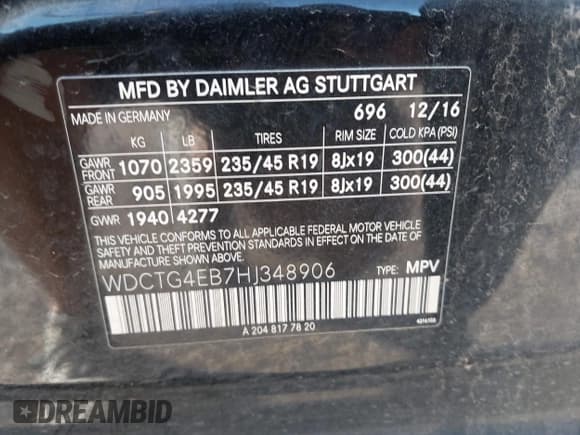 MFD BY DAIMLER AG STUTTGART
MADE IN GERMANY 696 12/16
KG LB TIRES RIM SIZE COLD KPA (PSI)
GAWR FRONT 1070 2359 235/45 R19 8Jx19 300(44)
GAWR REAR 905 1995 235/45 R19 8Jx19 300(44)
GVWR 1940 4277
THIS VEHICLE CONFORMS TO ALL APPLICABLE FEDERAL MOTOR VEHICLE
SAFETY AND THEFT PREVENTION STANDARDS IN EFFECT ON THE DATE OF
MANUFACTURE SHOWN ABOVE.
WDCTG4EB7HJ348906 TYPE: MPV
A 204 817 78 20
DREAMBID